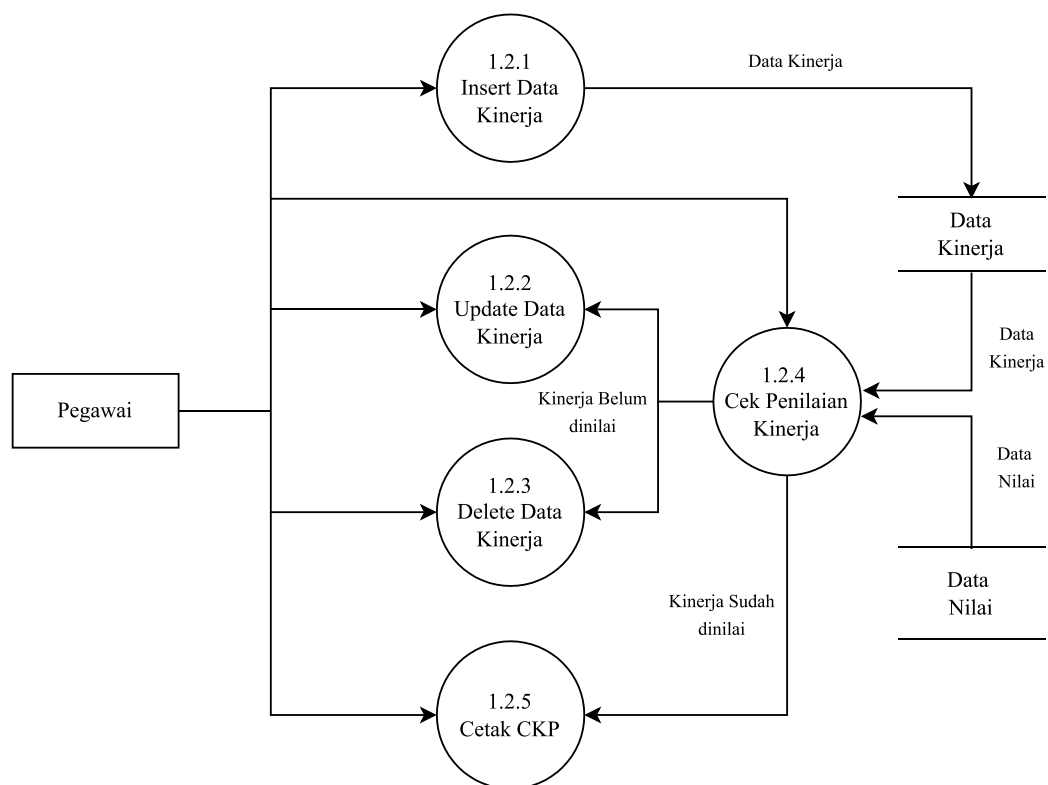 1.2.1
Insert Data
Kinerja
Data Kinerja
Data
Kinerja
1.2.2
Update Data
Kinerja
Data
Kinerja
1.2.4
Cek Penilaian
Kinerja
Pegawai
Kinerja Belum
dinilai
Data
Nilai
1.2.3
Delete Data
Kinerja
Data
Nilai
Kinerja Sudah
dinilai
1.2.5
Cetak CKP